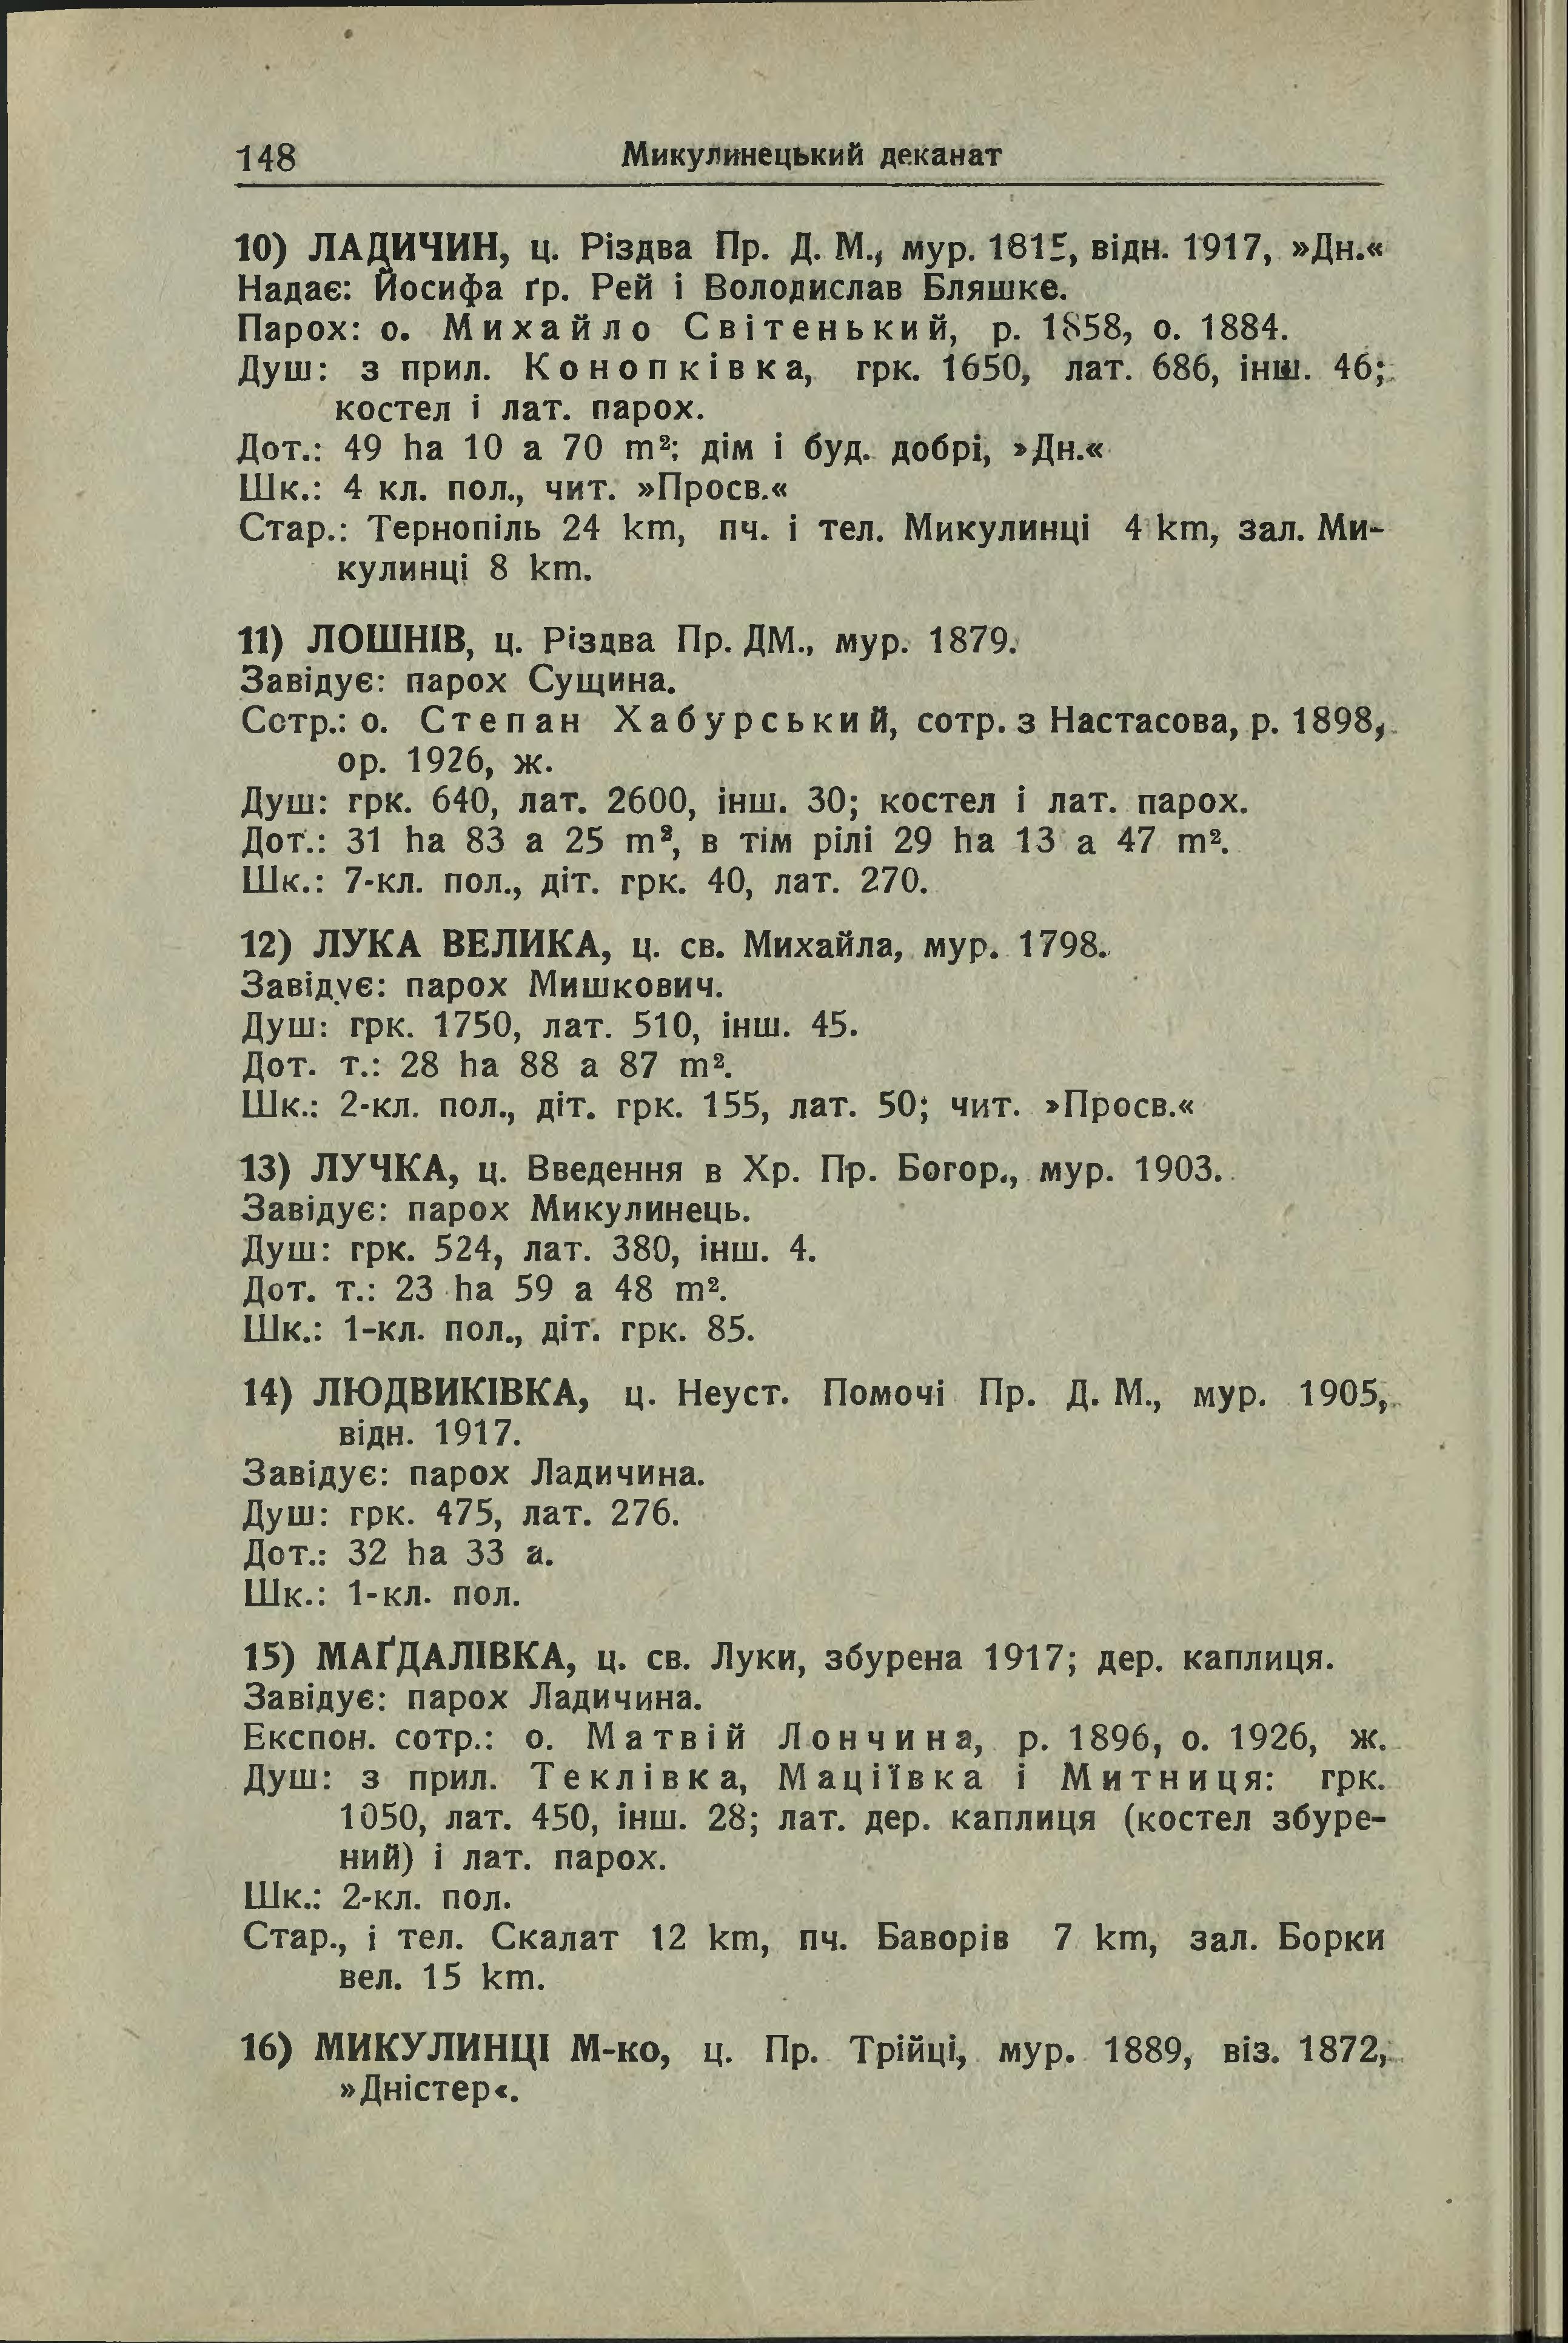 148 Микулинецький деканат
10) ЛАДИЧИН, ц. Різдва Пр. Д. М., мур. 1815, відн. 1917, »Дн.«
Надає: Йосифа ґр. Рей і Володислав Бляшке.
Парох: о. Михайло Світенький, р. 1858, о. 1884.
Душ: з прил. Конопківка, грк. 1650, лат. 686, інш. 46;
костел і лат. парох.
Дот.: 49 ha 10 a 70 m²; дім і буд. добрі, »Дн.«
Шк.: 4 кл. пол., чит. »Просв.«
Стар.: Тернопіль 24 km, пч. і тел. Микулинці 4 km, зал. Ми-
кулинці 8 km.
11) ЛОШНІВ, ц. Різдва Пр. ДМ., мур. 1879.
Завідує: парох Сущина.
Сотр.: о. Степан Хабурський, сотр. з Настасова, р. 1898,
ор. 1926, ж.
Душ: грк. 640, лат. 2600, інш. 30; костел і лат. парох.
Дот.: 31 ha 83 a 25 m², в тім рілі 29 ha 13 a 47 m².
Шк.: 7-кл. пол., діт. грк. 40, лат. 270.
12) ЛУКА ВЕЛИКА, ц. св. Михайла, мур. 1798.
Завідує: парох Мишкович.
Душ: грк. 1750, лат. 510, інш. 45.
Дот. т.: 28 ha 88 a 87 m².
Шк.: 2-кл. пол., діт. грк. 155, лат. 50; чит. »Просв.«
13) ЛУЧКА, ц. Введення в Хр. Пр. Богор., мур. 1903.
Завідує: парох Микулинець.
Душ: грк. 524, лат. 380, інш. 4.
Дот. т.: 23 ha 59 a 48 m².
Шк.: 1-кл. пол., діт. грк. 85.
14) ЛЮДВИКІВКА, ц. Неуст. Помочі Пр. Д. М., мур. 1905,
відн. 1917.
Завідує: парох Ладичина.
Душ: грк. 475, лат. 276.
Дот.: 32 ha 33 a.
Шк.: 1-кл. пол.
15) МАҐДАЛІВКА, ц. св. Луки, збурена 1917; дер. каплиця.
Завідує: парох Ладичина.
Експон. сотр.: о. Матвій Лончина, р. 1896, о. 1926, ж.
Душ: з прил. Теклівка, Маціївка і Митниця: грк.
1050, лат. 450, інш. 28; лат. дер. каплиця (костел збуре-
ний) і лат. парох.
Шк.: 2-кл. пол.
Стар., і тел. Скалат 12 km, пч. Баворів 7 km, зал. Борки
вел. 15 km.
16) МИКУЛИНЦІ М-ко, ц. Пр. Трійці, мур. 1889, віз. 1872,
»Дністер«.